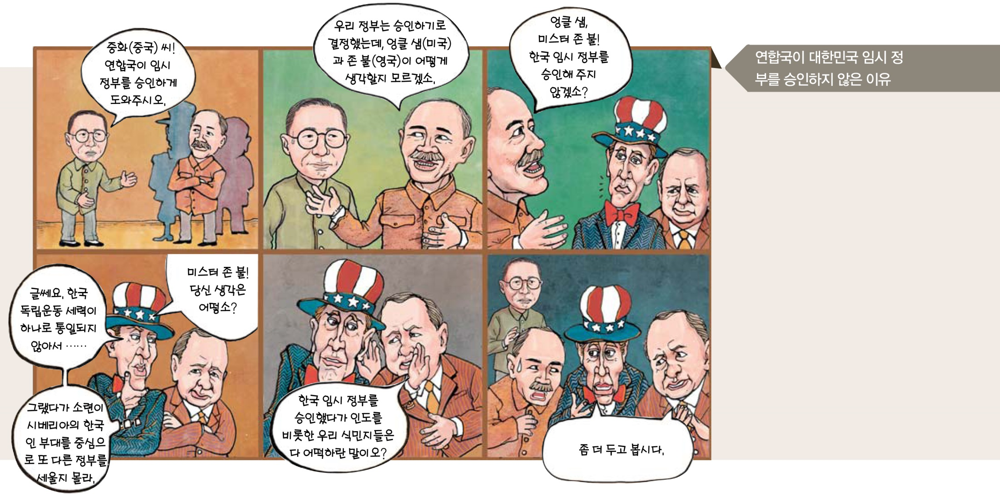 중화(중국) 씨!
연합국이 임시
정부를 승인하게
도와주시오.
우리 정부는 승인하기로
결정했는데, 엉클 샘(미국)
과 존 불(영국)이 어떻게
생각할지 모르겠소.
엉클 샘,
미스터 존 불!
한국 임시 정부를
승인해 주지
않겠소?
연합국이 대한민국 임시 정
부를 승인하지 않은 이유
미스터 존 불!
당신 생각은
어떻소?
글쎄요, 한국
독립운동 세력이
하나로 통일되지
않아서 ……
그랬다가 소련이
시베리아의 한국
인 부대를 중심으
로 또 다른 정부를
세울지 몰라.
한국 임시 정부를
승인했다가 인도를
비롯한 우리 식민지들은
다 어떡하란 말이오?
좀 더 두고 봅시다.